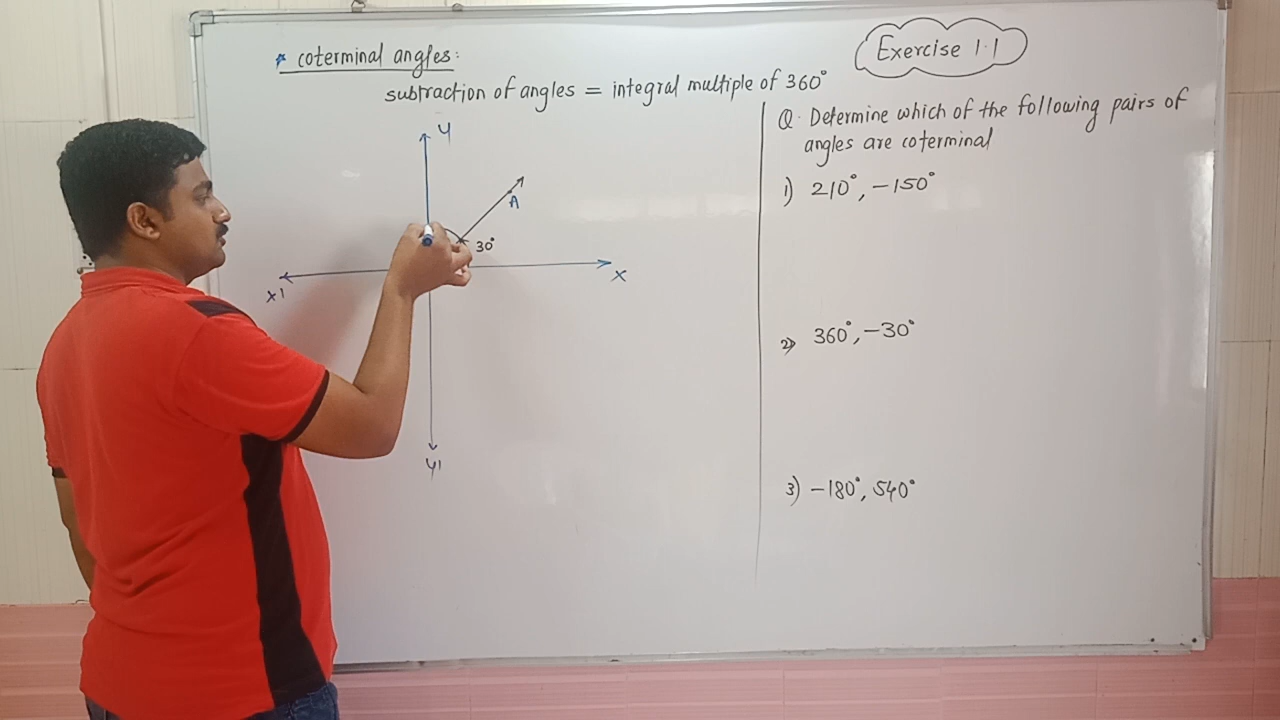 * coterminal angles:
subtraction of angles = integral multiple of 360°
Exercise 1.1
Y
A
30°
X
X1
Y1
Q. Determine which of the following pairs of
angles are coterminal
1) 210°, -150°
2) 360°, -30°
3) -180°, 540°